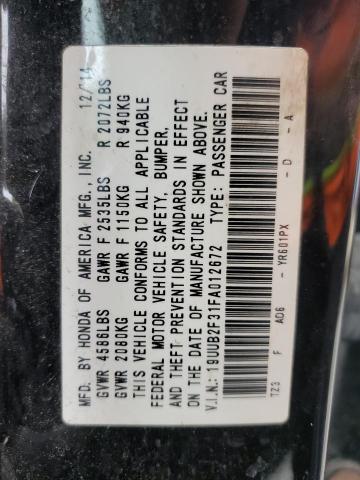 MFD. BY HONDA OF AMERICA MFG., INC. 12/14
GVWR 4586LBS GAWR F 2535LBS R 2072LBS
GVWR 2080KG GAWR F 1150KG R 940KG
THIS VEHICLE CONFORMS TO ALL APPLICABLE
FEDERAL MOTOR VEHICLE SAFETY, BUMPER,
AND THEFT PREVENTION STANDARDS IN EFFECT
ON THE DATE OF MANUFACTURE SHOWN ABOVE.
V.I.N.: 19UUB2F31FA012672 TYPE: PASSENGER CAR
TZ3 F AD6 - YR601PX - D - A